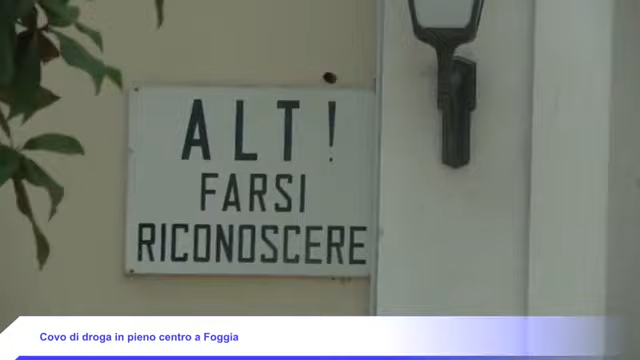 ALT!
FARSI
RICONOSCERE
Covo di droga in pieno centro a Foggia